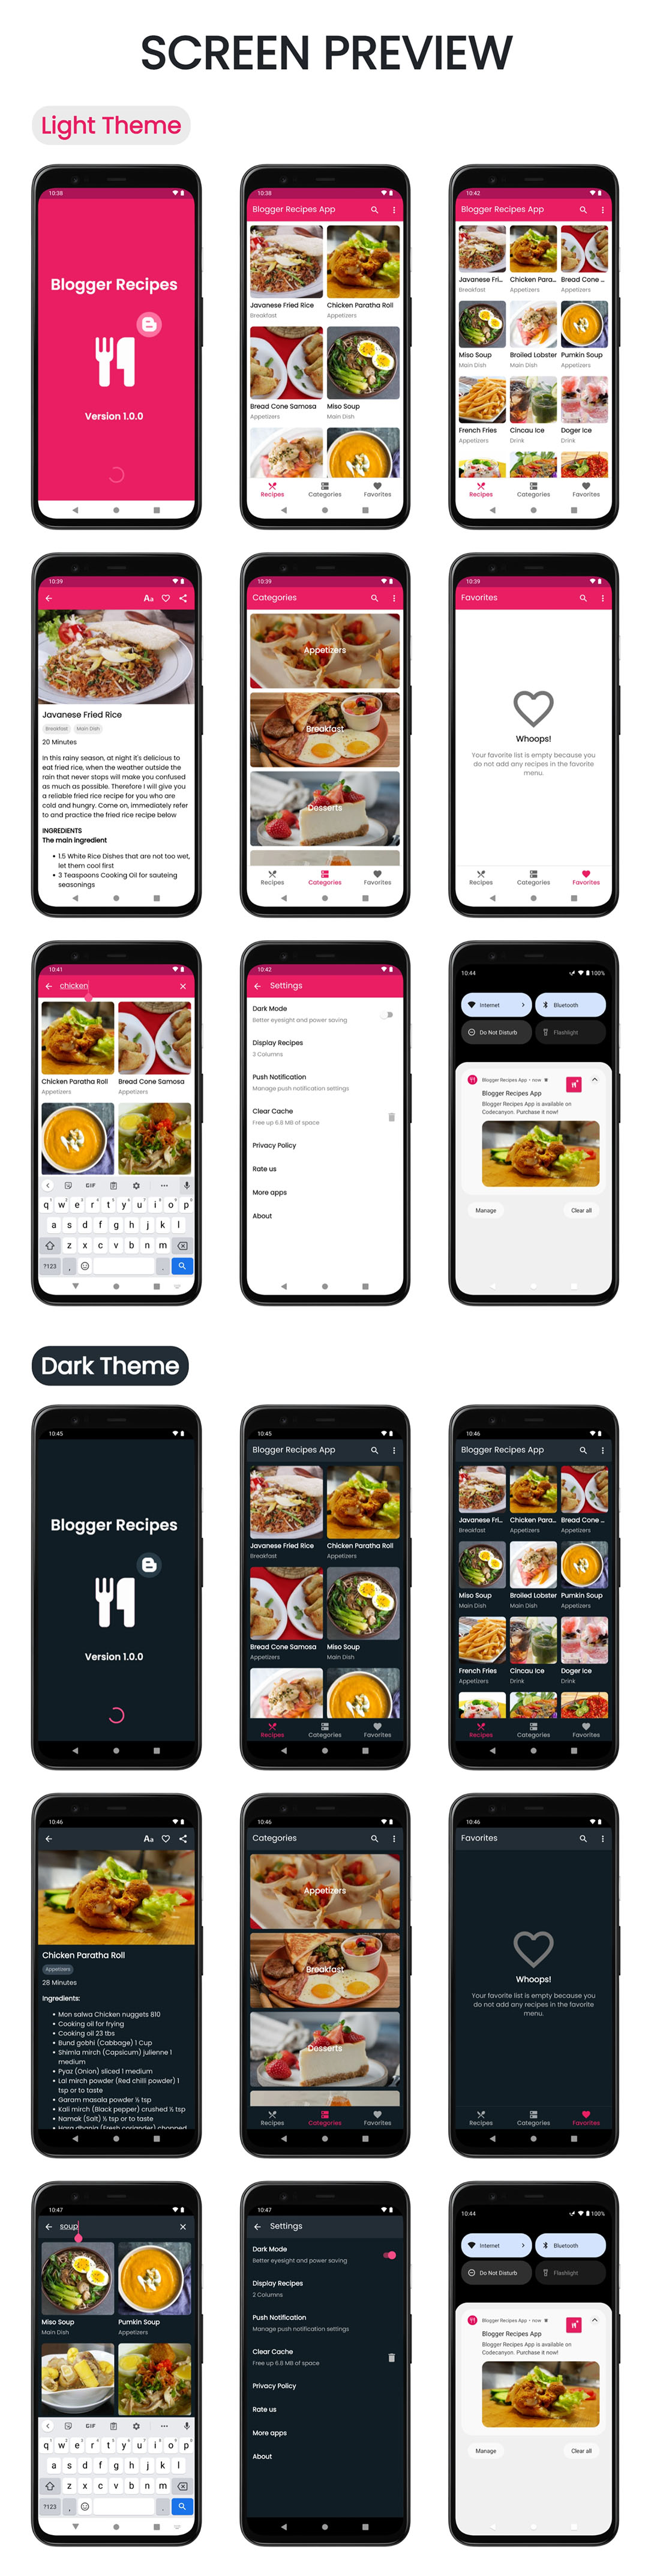 SCREEN PREVIEW
Light Theme
10:38
Blogger Recipes
Version 1.0.0
10:38
Blogger Recipes App
Javanese Fried Rice
Chicken Paratha Roll
Breakfast
Appetizers
Bread Cone Samosa
Miso Soup
Appetizers
Main Dish
Recipes
Categories
Favorites
10:42
Blogger Recipes App
Javanese Fri...
Chicken Para...
Bread Cone ...
Breakfast
Appetizers
Appetizers
Miso Soup
Broiled Lobster
Pumkin Soup
Main Dish
Main Dish
Appetizers
French Fries
Cincau Ice
Doger Ice
Appetizers
Drink
Drink
Recipes
Categories
Favorites
10:39
Aa
Javanese Fried Rice
Breakfast
Main Dish
20 Minutes
In this rainy season, at night it's delicious to
eat fried rice, when the weather outside the
rain that never stops will make you confused
as much as possible. Therefore I will give you
a reliable fried rice recipe for you who are
cold and hungry. Come on, immediately refer
to and practice the fried rice recipe below
INGREDIENTS
The main ingredient
• 1.5 White Rice Dishes that are not too wet,
let them cool first
• 3 Teaspoons Cooking Oil for sauteing
seasonings
10:39
Categories
Appetizers
Breakfast
Desserts
Recipes
Categories
Favorites
10:39
Favorites
Whoops!
Your favorite list is empty because you
do not add any recipes in the favorite
menu.
Recipes
Categories
Favorites
10:41
chicken
Chicken Paratha Roll
Bread Cone Samosa
Appetizers
Appetizers
GIF
q w e r t y u i o p
a s d f g h j k l
z x c v b n m
?123 , .
10:42
Settings
Dark Mode
Better eyesight and power saving
Display Recipes
3 Columns
Push Notification
Manage push notification settings
Clear Cache
Free up 6.8 MB of space
Privacy Policy
Rate us
More apps
About
10:44
100%
Internet
Bluetooth
Do Not Disturb
Flashlight
Blogger Recipes App • now
Blogger Recipes App
Blogger Recipes App is available on
Codecanyon. Purchase it now!
Manage
Clear all
Dark Theme
10:45
Blogger Recipes
Version 1.0.0
10:45
Blogger Recipes App
Javanese Fried Rice
Chicken Paratha Roll
Breakfast
Appetizers
Bread Cone Samosa
Miso Soup
Appetizers
Main Dish
Recipes
Categories
Favorites
10:46
Blogger Recipes App
Javanese Fri...
Chicken Para...
Bread Cone ...
Breakfast
Appetizers
Appetizers
Miso Soup
Broiled Lobster
Pumkin Soup
Main Dish
Main Dish
Appetizers
French Fries
Cincau Ice
Doger Ice
Appetizers
Drink
Drink
Recipes
Categories
Favorites
10:46
Aa
Chicken Paratha Roll
Appetizers
28 Minutes
Ingredients:
• Mon salwa Chicken nuggets 810
• Cooking oil for frying
• Cooking oil 23 tbs
• Bund gobhi (Cabbage) 1 Cup
• Shimla mirch (Capsicum) julienne 1
medium
• Pyaz (Onion) sliced 1 medium
• Lal mirch powder (Red chilli powder) 1
tsp or to taste
• Garam masala powder ½ tsp
• Kali mirch (Black pepper) crushed ½ tsp
• Namak (Salt) ½ tsp or to taste
• Hara dhania (Fresh coriander) chopped
10:46
Categories
Appetizers
Breakfast
Desserts
Recipes
Categories
Favorites
10:46
Favorites
Whoops!
Your favorite list is empty because you
do not add any recipes in the favorite
menu.
Recipes
Categories
Favorites
10:47
soup
Miso Soup
Pumkin Soup
Main Dish
Appetizers
GIF
q w e r t y u i o p
a s d f g h j k l
z x c v b n m
?123 , .
10:47
Settings
Dark Mode
Better eyesight and power saving
Display Recipes
2 Columns
Push Notification
Manage push notification settings
Clear Cache
Free up 6.8 MB of space
Privacy Policy
Rate us
More apps
About
10:44
100%
Internet
Bluetooth
Do Not Disturb
Flashlight
Blogger Recipes App • now
Blogger Recipes App
Blogger Recipes App is available on
Codecanyon. Purchase it now!
Manage
Clear all